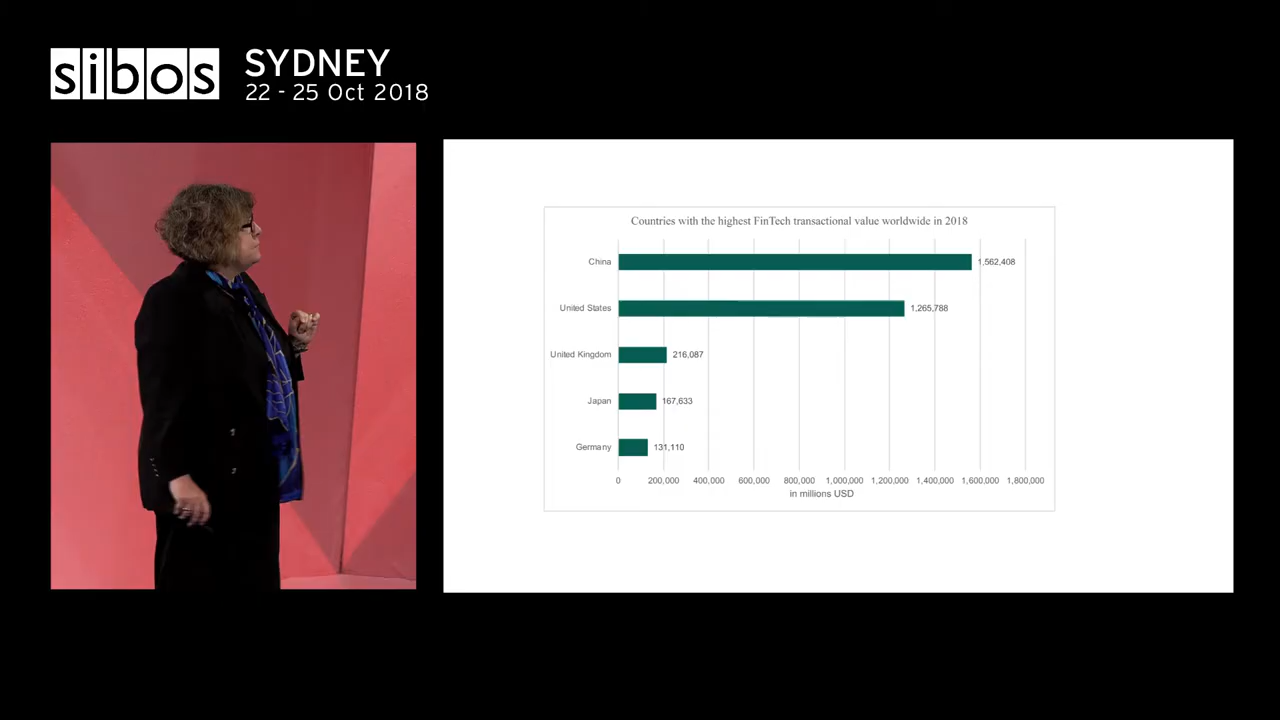 sibos
SYDNEY
22 - 25 Oct 2018
Countries with the highest FinTech transactional value worldwide in 2018
China 1,562,408
United States 1,265,788
United Kingdom 216,087
Japan 167,633
Germany 131,110
0 200,000 400,000 600,000 800,000 1,000,000 1,200,000 1,400,000 1,600,000 1,800,000
in millions USD